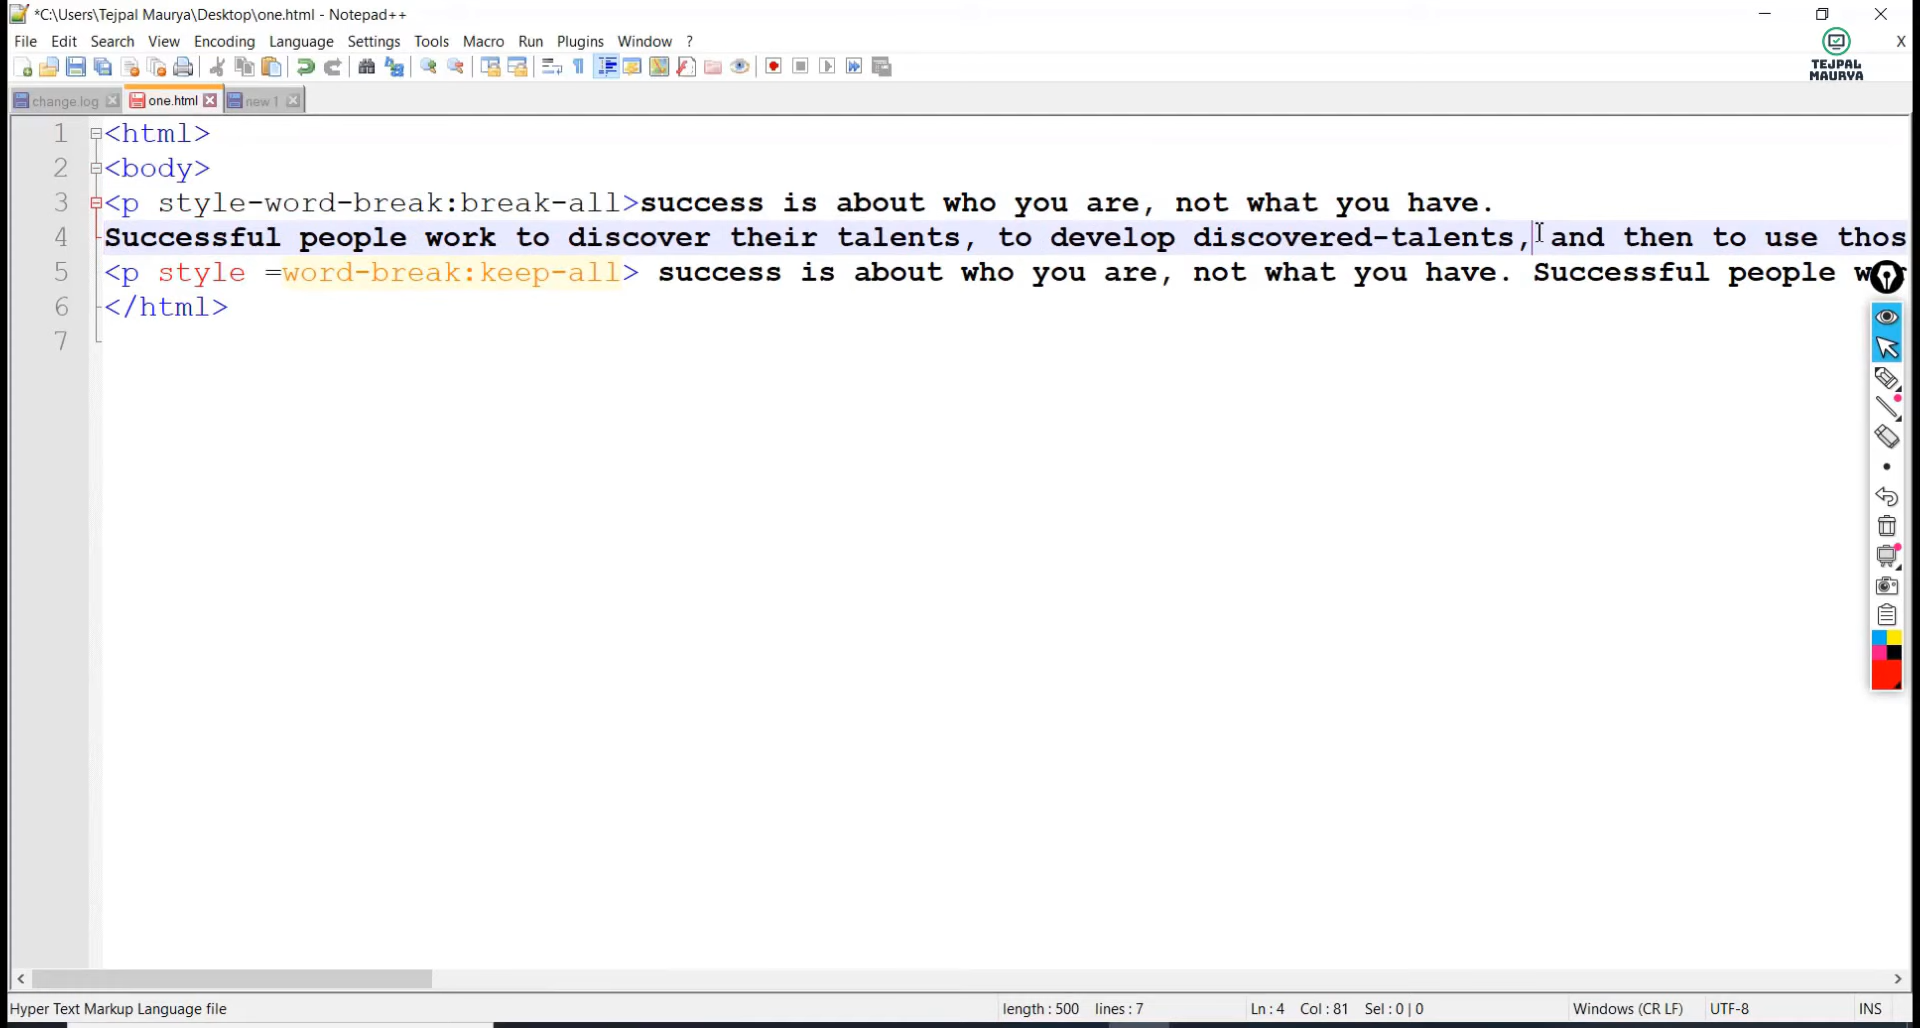 *C:\Users\Tejpal Maurya\Desktop\one.html - Notepad++
File Edit Search View Encoding Language Settings Tools Macro Run Plugins Window ? X
TEJPAL
MAURYA
change.log one.html new 1
1 <html>
2 <body>
3 <p style-word-break:break-all>success is about who you are, not what you have.
4 Successful people work to discover their talents, to develop discovered-talents, and then to use thos
5 <p style =word-break:keep-all> success is about who you are, not what you have. Successful people
6 </html>
7
Hyper Text Markup Language file length : 500 lines : 7 Ln : 4 Col : 81 Sel : 0 | 0 Windows (CR LF) UTF-8 INS